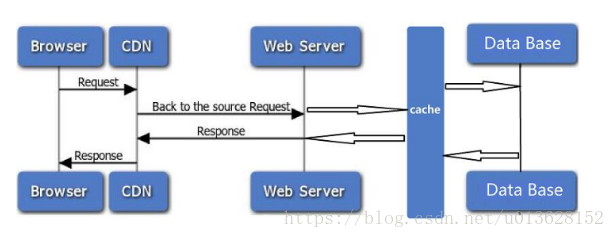 Browser
CDN
Web Server
Data Base
Request
Back to the source Request
cache
Response
Response
Browser
CDN
Web Server
Data Base
https://blog.csdn.net/u013628152